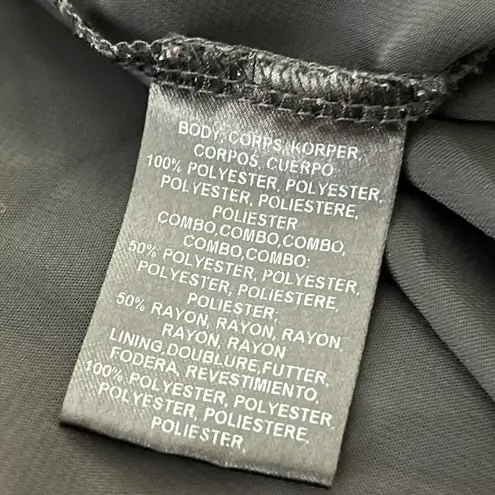 BODY, CORPS, KORPER,
CORPOS, CUERPO
100% POLYESTER, POLYESTER,
POLYESTER, POLIESTERE,
POLIESTER
COMBO,COMBO,COMBO,
COMBO,COMBO:
50% POLYESTER, POLYESTER,
POLYESTER, POLIESTERE,
POLIESTER;
50% RAYON, RAYON, RAYON,
RAYON, RAYON
LINING,DOUBLURE,FUTTER,
FODERA, REVESTIMIENTO,
100% POLYESTER, POLYESTER,
POLYESTER, POLIESTERE,
POLIESTER,